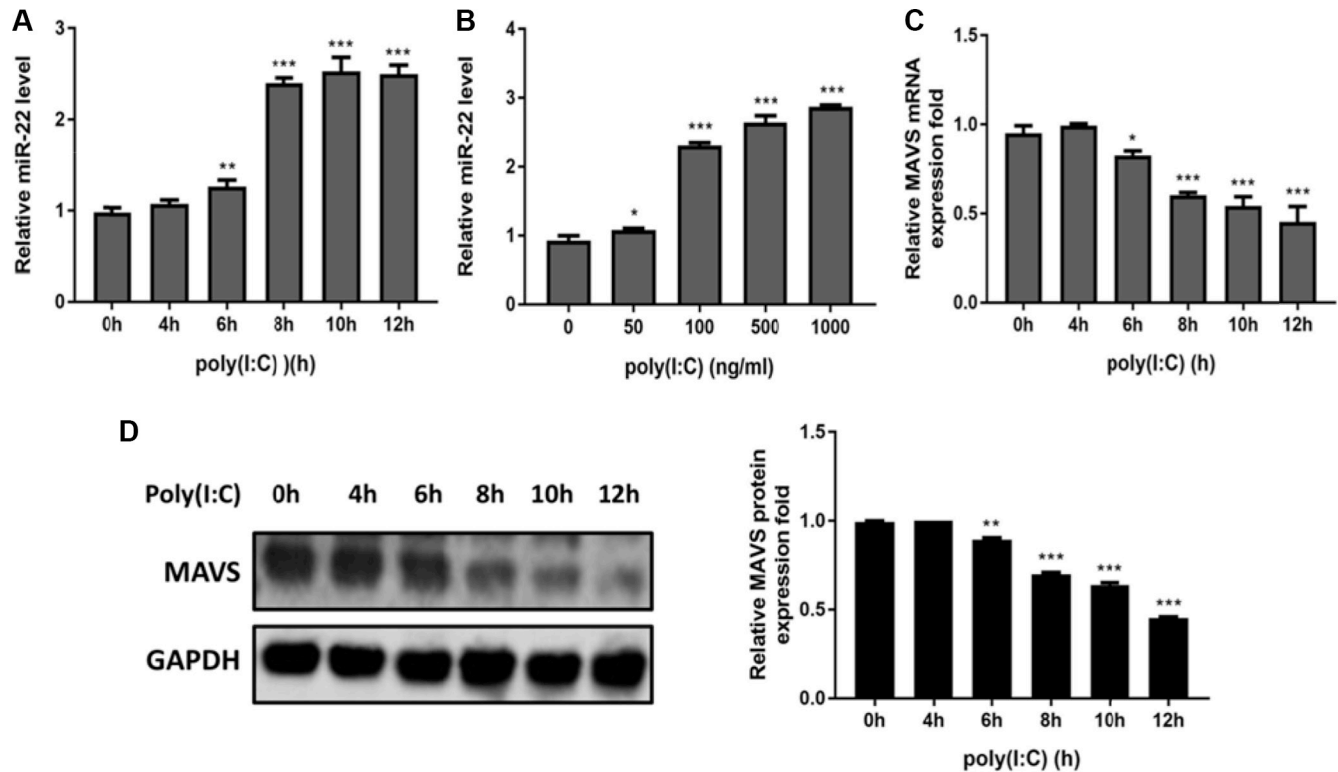 A
Relative miR-22 level
3
2
1
0
** *** *** ***
0h 4h 6h 8h 10h 12h
poly(I:C) )(h)
B
Relative miR-22 level
4
3
2
1
0
* *** *** ***
0 50 100 500 1000
poly(I:C) (ng/ml)
C
Relative MAVS mRNA
expression fold
1.5
1.0
0.5
0.0
* *** *** ***
0h 4h 6h 8h 10h 12h
poly(I:C) (h)
D
Poly(I:C) 0h 4h 6h 8h 10h 12h
MAVS
GAPDH
Relative MAVS protein
expression fold
1.5
1.0
0.5
0.0
** *** *** ***
0h 4h 6h 8h 10h 12h
poly(I:C) (h)